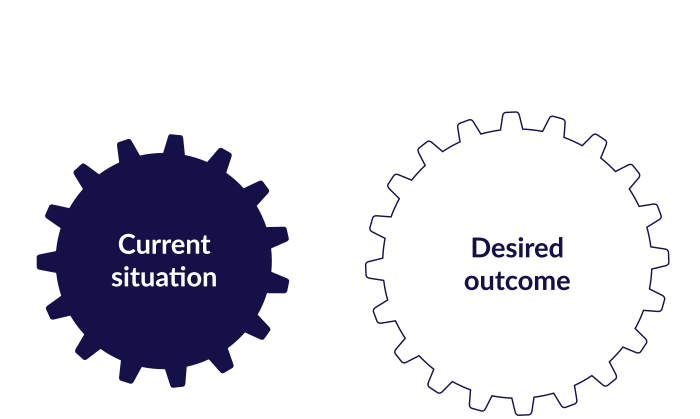 Current
situation
Desired
outcome